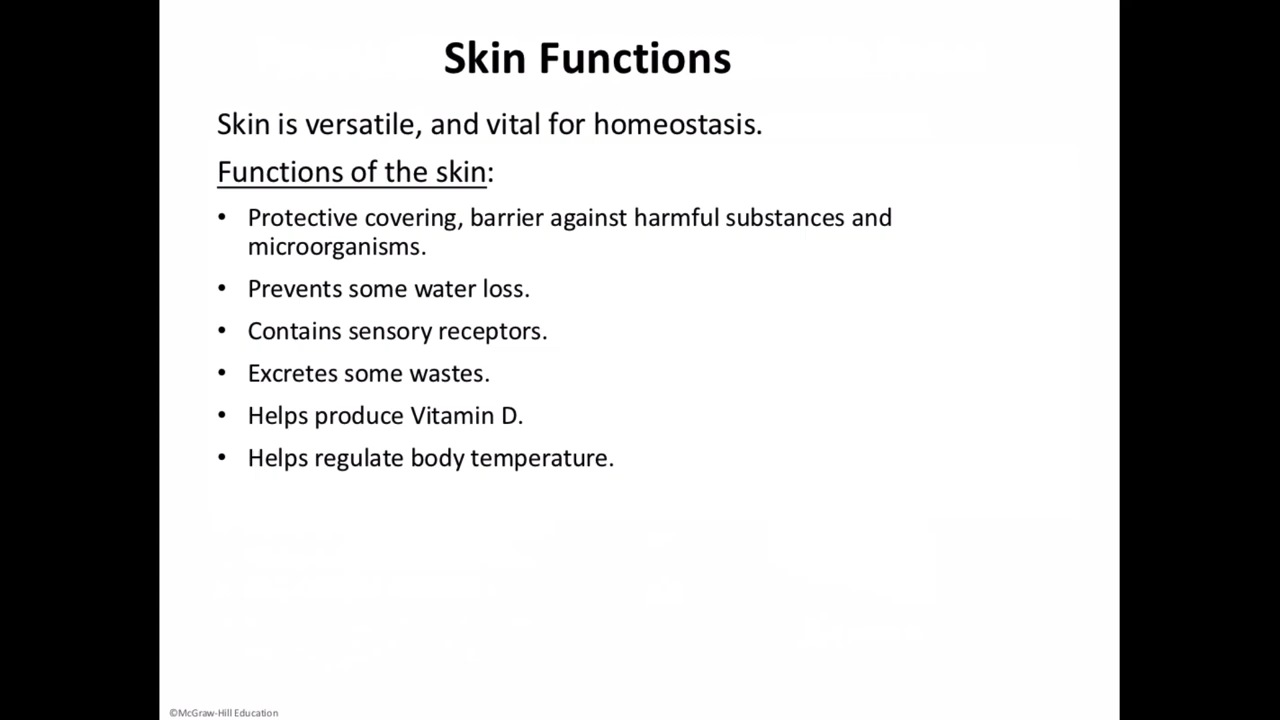 Skin Functions
Skin is versatile, and vital for homeostasis.
Functions of the skin:
• Protective covering, barrier against harmful substances and
microorganisms.
• Prevents some water loss.
• Contains sensory receptors.
• Excretes some wastes.
• Helps produce Vitamin D.
• Helps regulate body temperature.
©McGraw-Hill Education